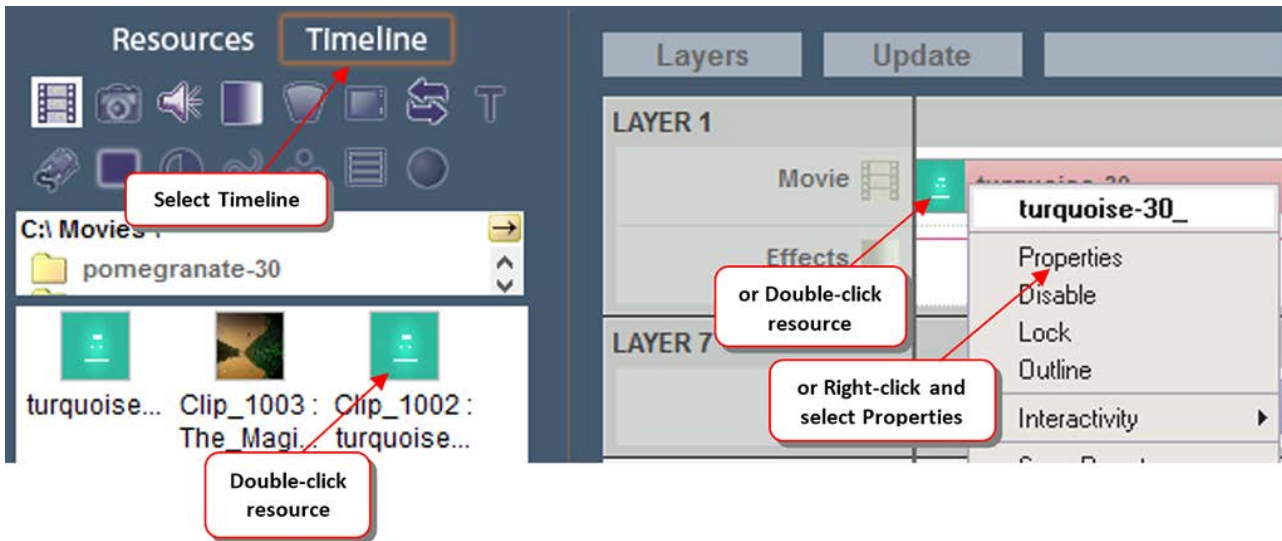 Resources Timeline
Layers Update
LAYER 1
Movie
turquoise-30
turquoise-30_
Select Timeline
C:\ Movies \
pomegranate-30
Effects
Properties
Disable
Lock
Outline
Interactivity
or Double-click
resource
LAYER 7
or Right-click and
select Properties
turquoise... Clip_1003 : Clip_1002 :
The_Magi... turquoise...
Double-click
resource